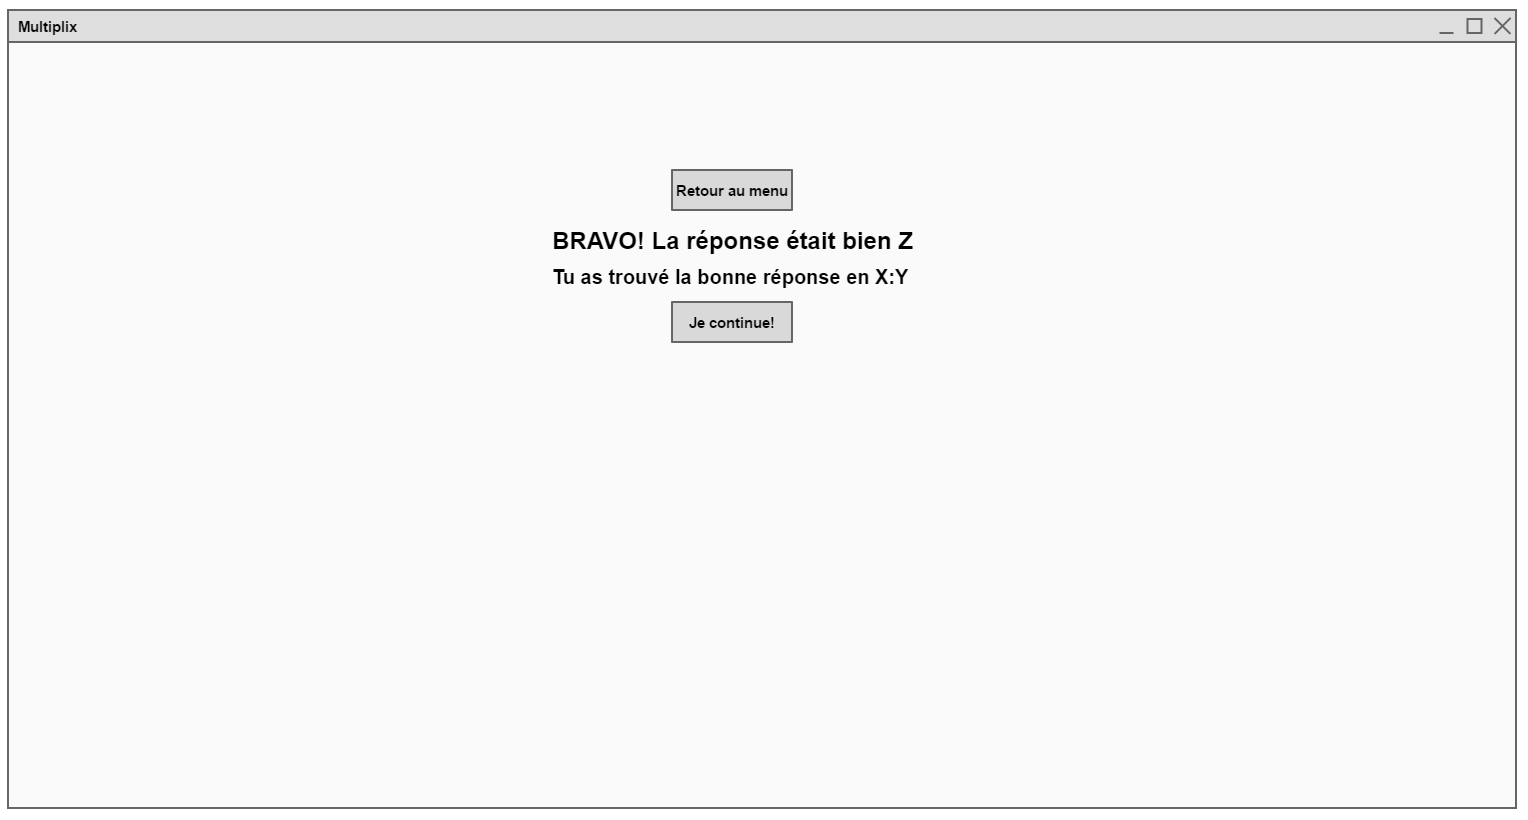 Multiplix
Retour au menu
BRAVO! La réponse était bien Z
Tu as trouvé la bonne réponse en X:Y
Je continue!